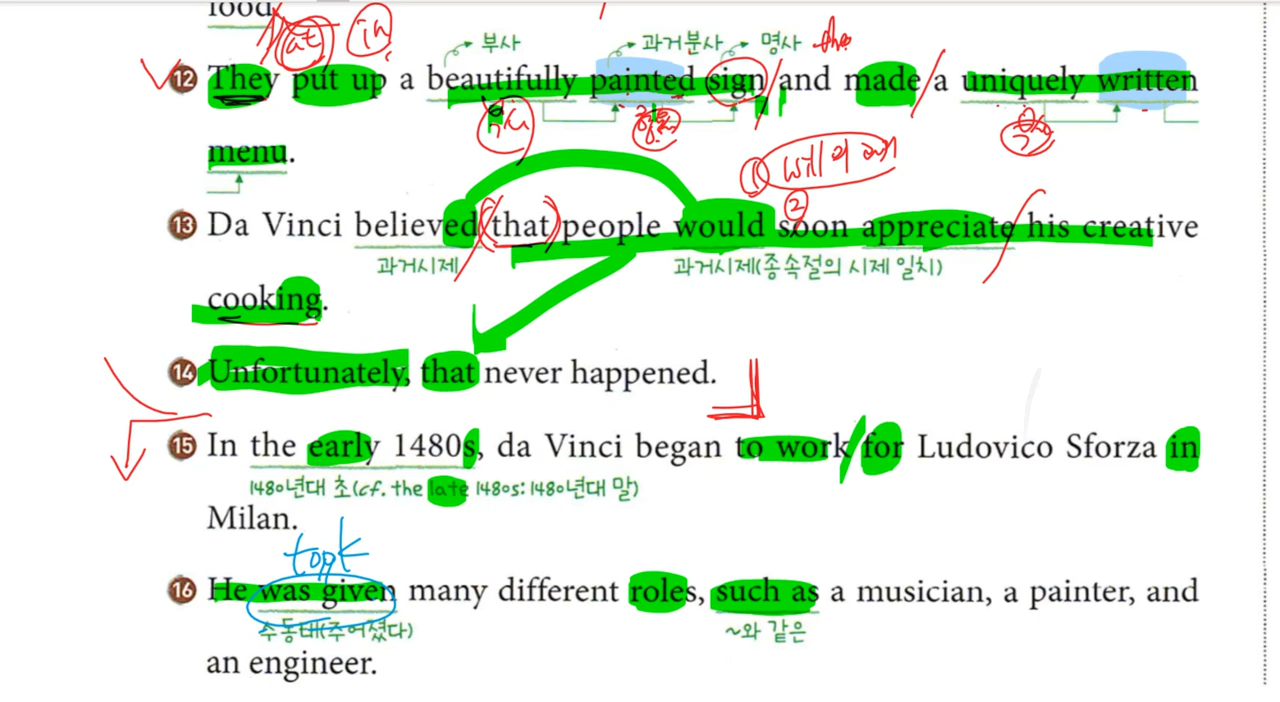 food.
at in
부사 과거분사 명사 the
⑫ They put up a beautifully painted sign and made a uniquely written
부사
menu.
① will의 과거
②
⑬ Da Vinci believed that people would soon appreciate his creative
과거시제 과거시제(종속절의 시제 일치)
cooking.
⑭ Unfortunately, that never happened.
⑮ In the early 1480s, da Vinci began to work for Ludovico Sforza in
1480년대 초(cf. the late 1480s: 1480년대 말)
Milan.
⑯ He was given many different roles, such as a musician, a painter, and
수동태(주어졌다) ~와 같은
an engineer.